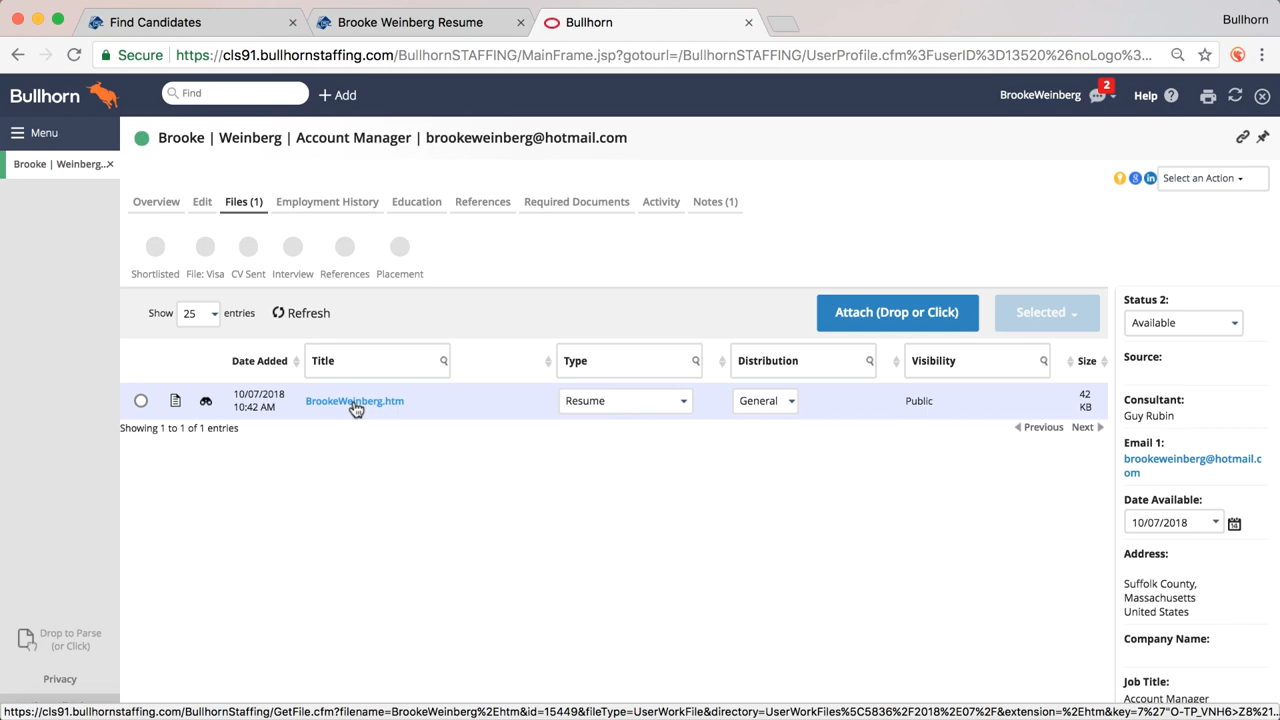 Find Candidates
Brooke Weinberg Resume
Bullhorn
Bullhorn
Secure
https://cls91.bullhornstaffing.com/BullhornSTAFFING/MainFrame.jsp?gotourl=/BullhornSTAFFING/UserProfile.cfm%3FuserID%3D13520%26noLogo%3...
Bullhorn
Find
Add
BrookeWeinberg
2
Help ?
Menu
Brooke | Weinberg | Account Manager | brookeweinberg@hotmail.com
Brooke | Weinberg...
Select an Action
Overview
Edit
Files (1)
Employment History
Education
References
Required Documents
Activity
Notes (1)
Shortlisted
File: Visa
CV Sent
Interview
References
Placement
Show 25 entries
Refresh
Attach (Drop or Click)
Selected
Date Added
Title
Type
Distribution
Visibility
Size
10/07/2018
10:42 AM
BrookeWeinberg.htm
Resume
General
Public
42
KB
Showing 1 to 1 of 1 entries
Previous
Next
Status 2:
Available
Source:
Consultant:
Guy Rubin
Email 1:
brookeweinberg@hotmail.c
om
Date Available:
10/07/2018
Address:
Suffolk County,
Massachusetts
United States
Company Name:
Job Title:
Account Manager
Drop to Parse
(or Click)
Privacy
https://cls91.bullhornstaffing.com/BullhornStaffing/GetFile.cfm?filename=BrookeWeinberg%2Ehtm&id=15449&fileType=UserWorkFile&directory=UserWorkFiles%5C5836%2F2018%2E07%2F&extension=%2Ehtm&key=7%27"O-TP_VNH6>Z8%21...